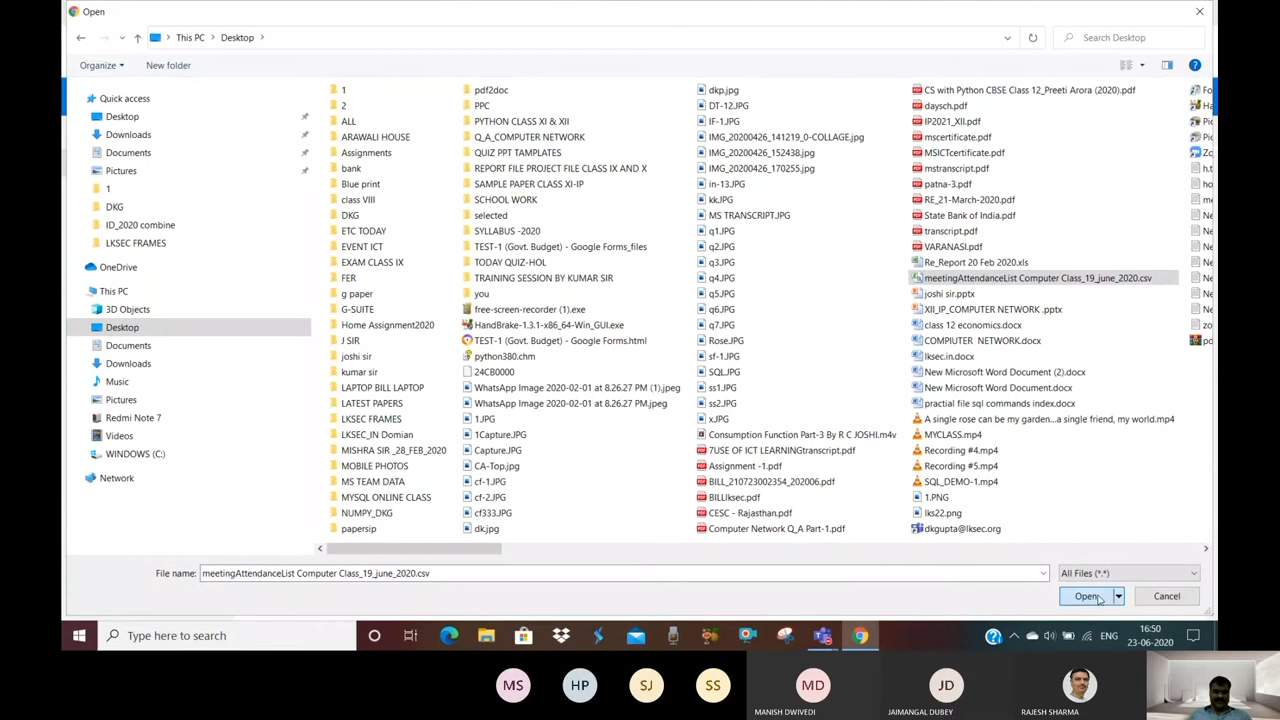 Open
This PC
Desktop
Search Desktop
Organize
New folder
Quick access
Desktop
Downloads
Documents
Pictures
1
DKG
ID_2020 combine
LKSEC FRAMES
OneDrive
This PC
3D Objects
Desktop
Documents
Downloads
Music
Pictures
Redmi Note 7
Videos
WINDOWS (C:)
Network
1
2
ALL
ARAWALI HOUSE
Assignments
bank
Blue print
class VIII
DKG
ETC TODAY
EVENT ICT
EXAM CLASS IX
FER
g paper
G-SUITE
Home Assignment2020
J SIR
joshi sir
kumar sir
LAPTOP BILL LAPTOP
LATEST PAPERS
LKSEC FRAMES
LKSEC_IN Domian
MISHRA SIR _28_FEB_2020
MOBILE PHOTOS
MS TEAM DATA
MYSQL ONLINE CLASS
NUMPY_DKG
papersip
pdf2doc
PPC
PYTHON CLASS XI & XII
Q_A_COMPUTER NETWORK
QUIZ PPT TAMPLATES
REPORT FILE PROJECT FILE CLASS IX AND X
SAMPLE PAPER CLASS XI-IP
SCHOOL WORK
selected
SYLLABUS -2020
TEST-1 (Govt. Budget) - Google Forms_files
TODAY QUIZ-HOL
TRAINING SESSION BY KUMAR SIR
you
free-screen-recorder (1).exe
HandBrake-1.3.1-x86_64-Win_GUI.exe
TEST-1 (Govt. Budget) - Google Forms.html
python380.chm
24CB0000
WhatsApp Image 2020-02-01 at 8.26.27 PM (1).jpeg
WhatsApp Image 2020-02-01 at 8.26.27 PM.jpeg
1.JPG
1Capture.JPG
Capture.JPG
CA-Top.jpg
cf-1.JPG
cf-2.JPG
cf333.JPG
dk.jpg
dkp.jpg
DT-12.JPG
IF-1.JPG
IMG_20200426_141219_0-COLLAGE.jpg
IMG_20200426_152438.jpg
IMG_20200426_170255.jpg
in-13.JPG
kk.JPG
MS TRANSCRIPT.JPG
q1.JPG
q2.JPG
q3.JPG
q4.JPG
q5.JPG
q6.JPG
q7.JPG
Rose.JPG
sf-1.JPG
SQL.JPG
ss1.JPG
ss2.JPG
x.JPG
Consumption Function Part-3 By R C JOSHI.m4v
7USE OF ICT LEARNINGtranscript.pdf
Assignment -1.pdf
BILL_210723002354_202006.pdf
BILLlksec.pdf
CESC - Rajasthan.pdf
Computer Network Q_A Part-1.pdf
CS with Python CBSE Class 12_Preeti Arora (2020).pdf
daysch.pdf
IP2021_XII.pdf
mscertificate.pdf
MSICTcertificate.pdf
mstranscript.pdf
patna-3.pdf
RE_21-March-2020.pdf
State Bank of India.pdf
transcript.pdf
VARANASI.pdf
Re_Report 20 Feb 2020.xls
meetingAttendanceList Computer Class_19_june_2020.csv
joshi sir.pptx
XII_IP_COMPUTER NETWORK .pptx
class 12 economics.docx
COMPUTER  NETWORK.docx
lksec.in.docx
New Microsoft Word Document (2).docx
New Microsoft Word Document.docx
practial file sql commands index.docx
A single rose can be my garden...a single friend, my world.mp4
MYCLASS.mp4
Recording #4.mp4
Recording #5.mp4
SQL_DEMO-1.mp4
1.PNG
lks22.png
dkgupta@lksec.org
File name: meetingAttendanceList Computer Class_19_june_2020.csv
All Files (*.*)
Open
Cancel
Type here to search
ENG
16:50
23-06-2020
MS
HP
SJ
SS
MD
JD
MANISH DWIVEDI
JAIMANGAL DUBEY
RAJESH SHARMA